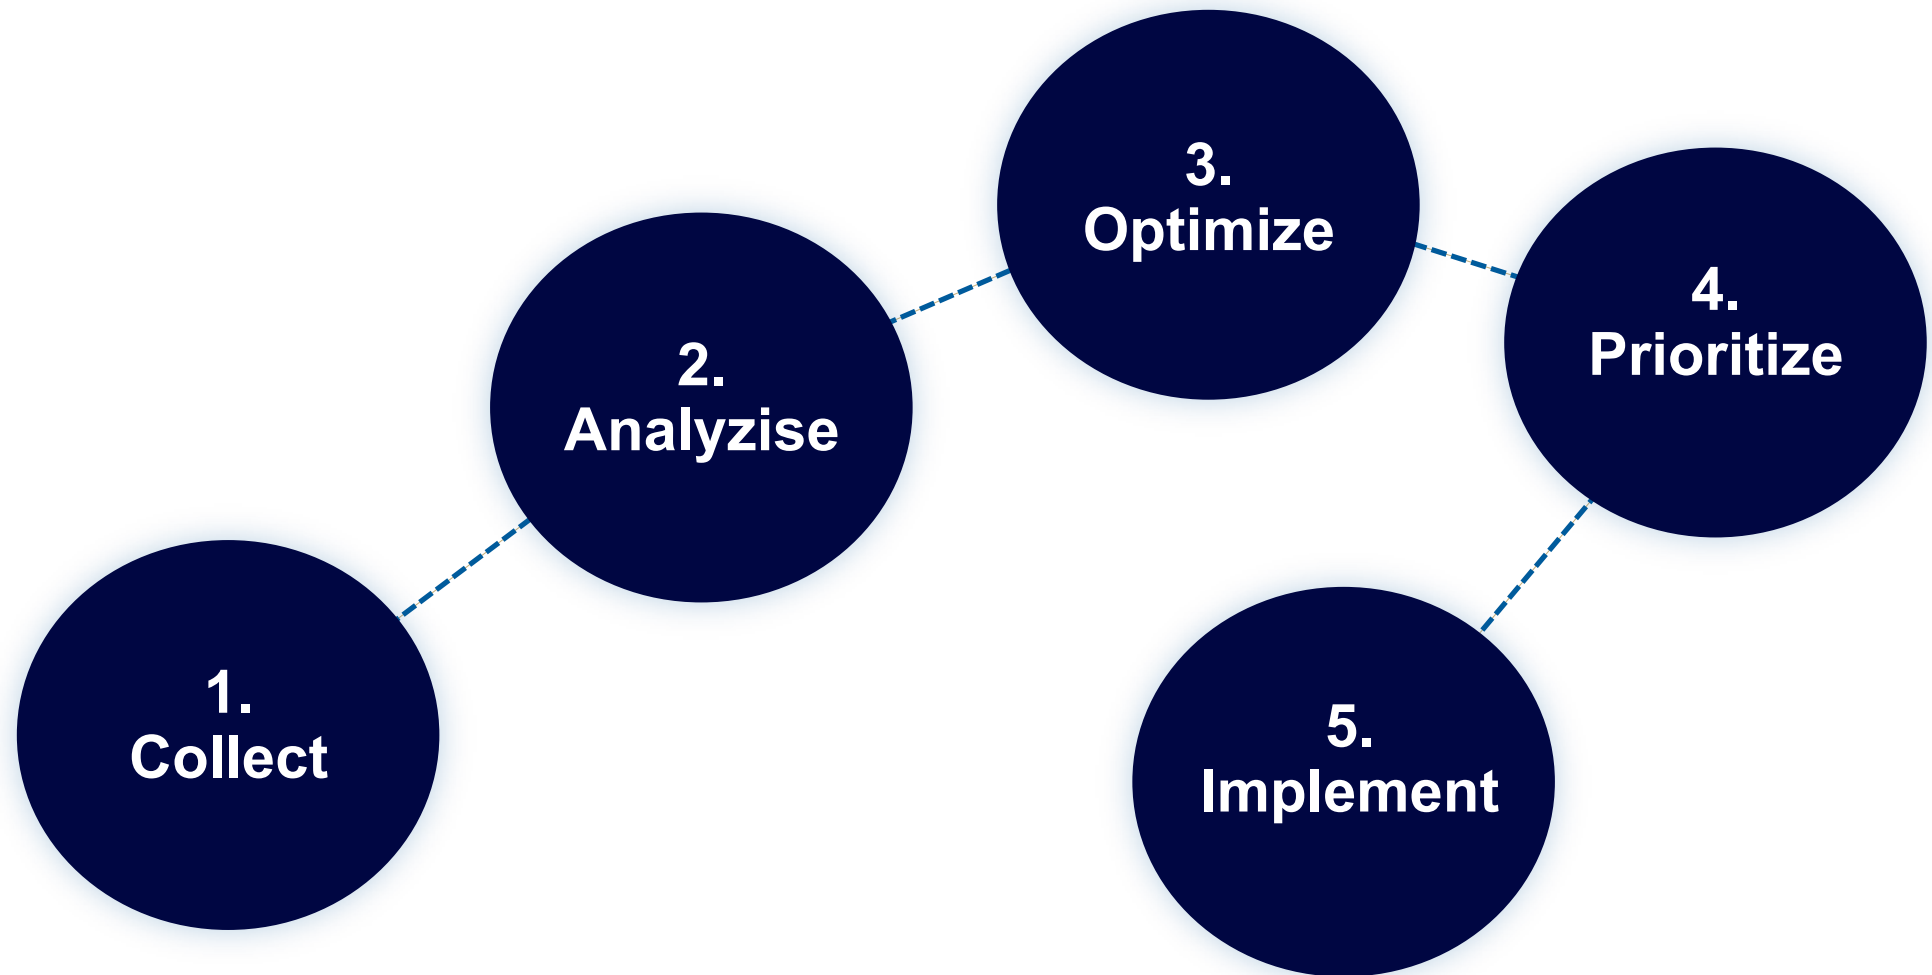 1.
Collect
2.
Analyzise
3.
Optimize
4.
Prioritize
5.
Implement